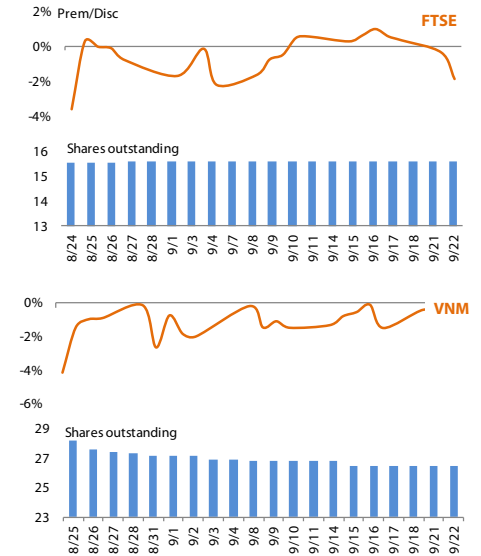 2% Prem/Disc
FTSE
0%
-2%
-4%
Shares outstanding
16
15
14
13
8/24 8/25 8/26 8/27 8/28 9/1 9/3 9/4 9/7 9/8 9/9 9/10 9/11 9/14 9/15 9/16 9/17 9/18 9/21 9/22
0%
VNM
-2%
-4%
-6%
29
Shares outstanding
27
25
23
8/25 8/26 8/27 8/28 8/31 9/1 9/2 9/3 9/4 9/8 9/9 9/10 9/11 9/14 9/15 9/16 9/17 9/18 9/21 9/22